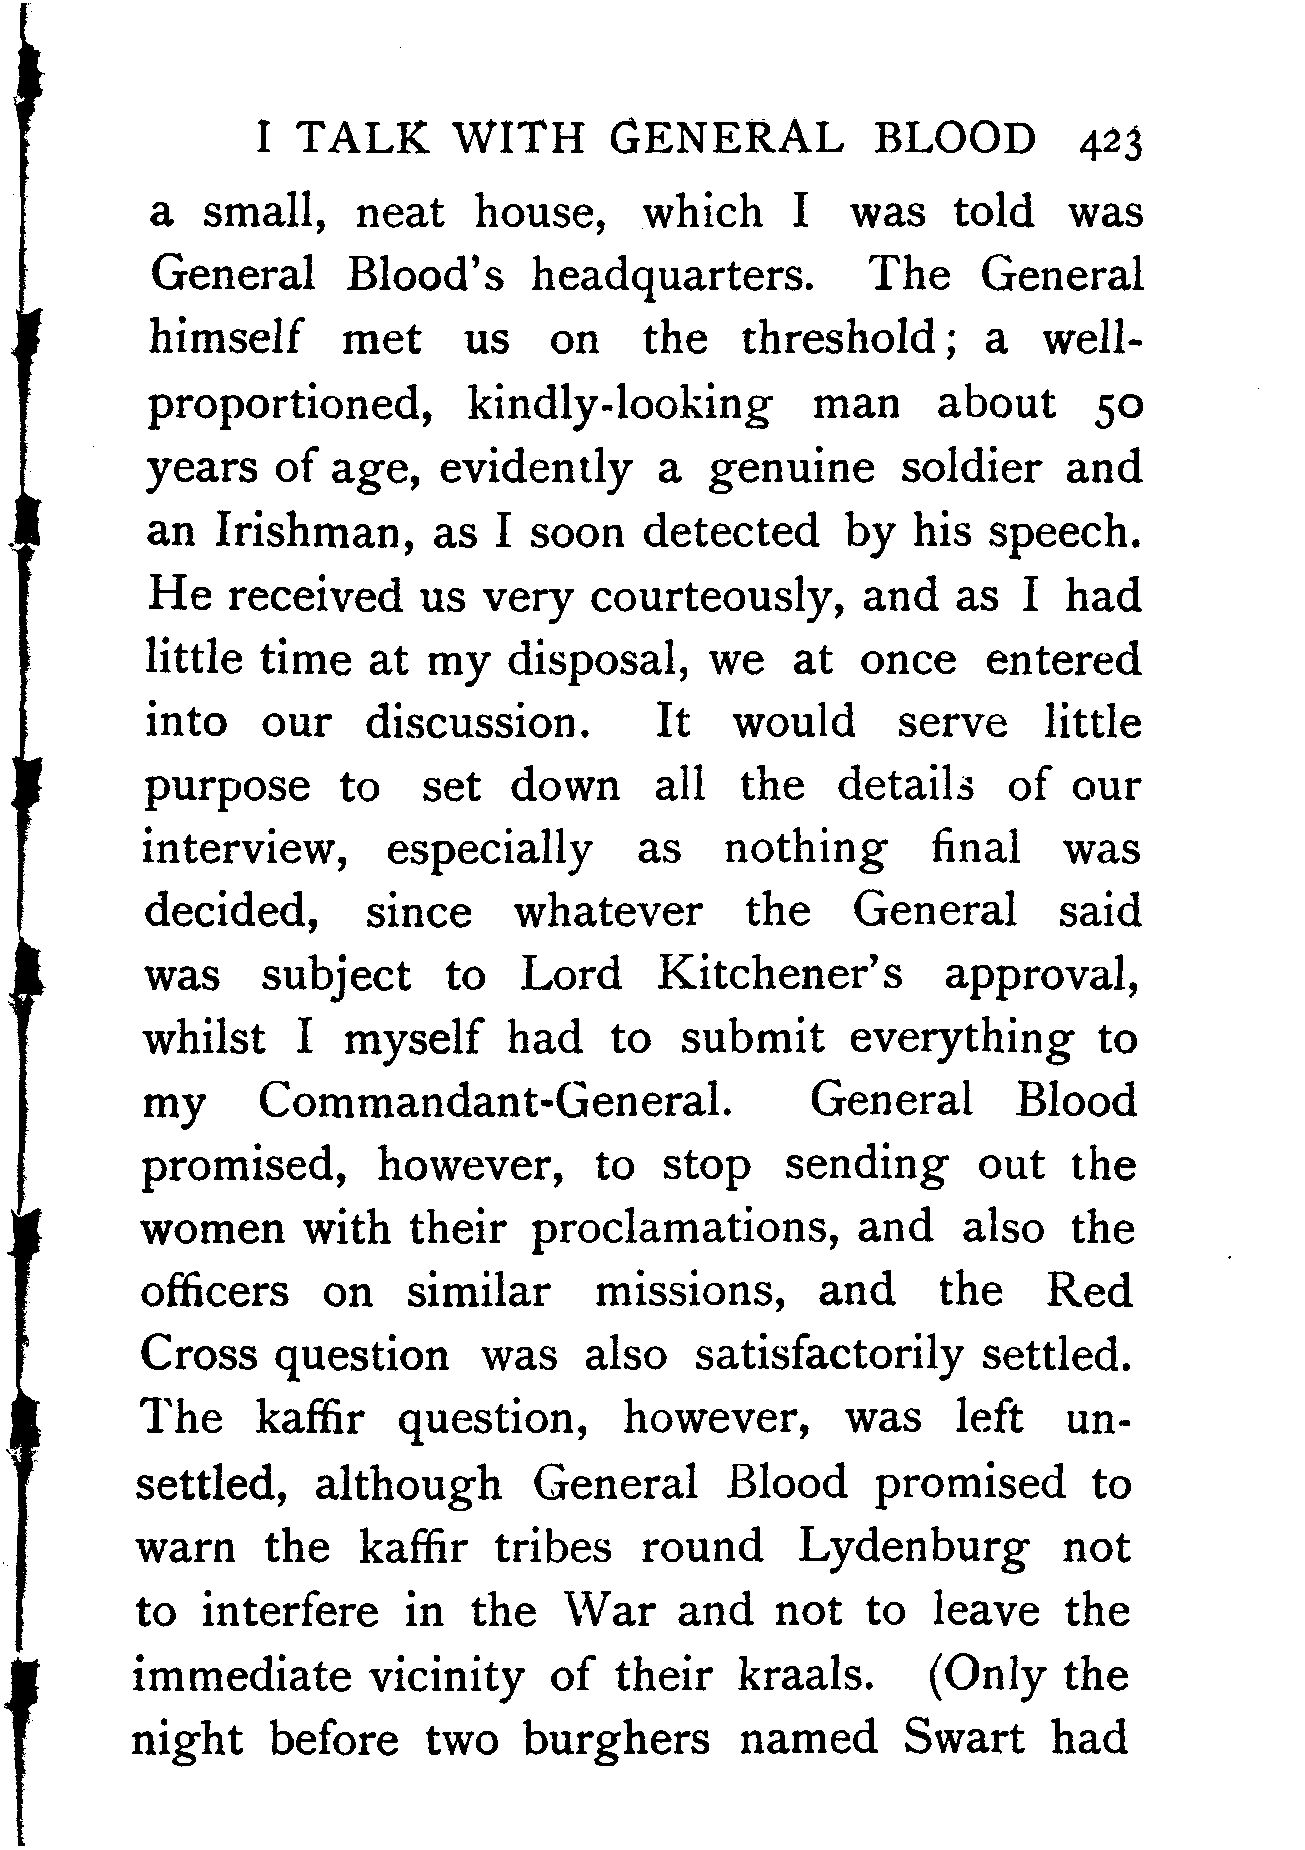 I TALK WITH GENERAL BLOOD 423
a small, neat house, which I was told was
General Blood's headquarters. The General
himself met us on the threshold; a well-
proportioned, kindly-looking man about 50
years of age, evidently a genuine soldier and
an Irishman, as I soon detected by his speech.
He received us very courteously, and as I had
little time at my disposal, we at once entered
into our discussion. It would serve little
purpose to set down all the details of our
interview, especially as nothing final was
decided, since whatever the General said
was subject to Lord Kitchener's approval,
whilst I myself had to submit everything to
my Commandant-General. General Blood
promised, however, to stop sending out the
women with their proclamations, and also the
officers on similar missions, and the Red
Cross question was also satisfactorily settled.
The kaffir question, however, was left un-
settled, although General Blood promised to
warn the kaffir tribes round Lydenburg not
to interfere in the War and not to leave the
immediate vicinity of their kraals. (Only the
night before two burghers named Swart had